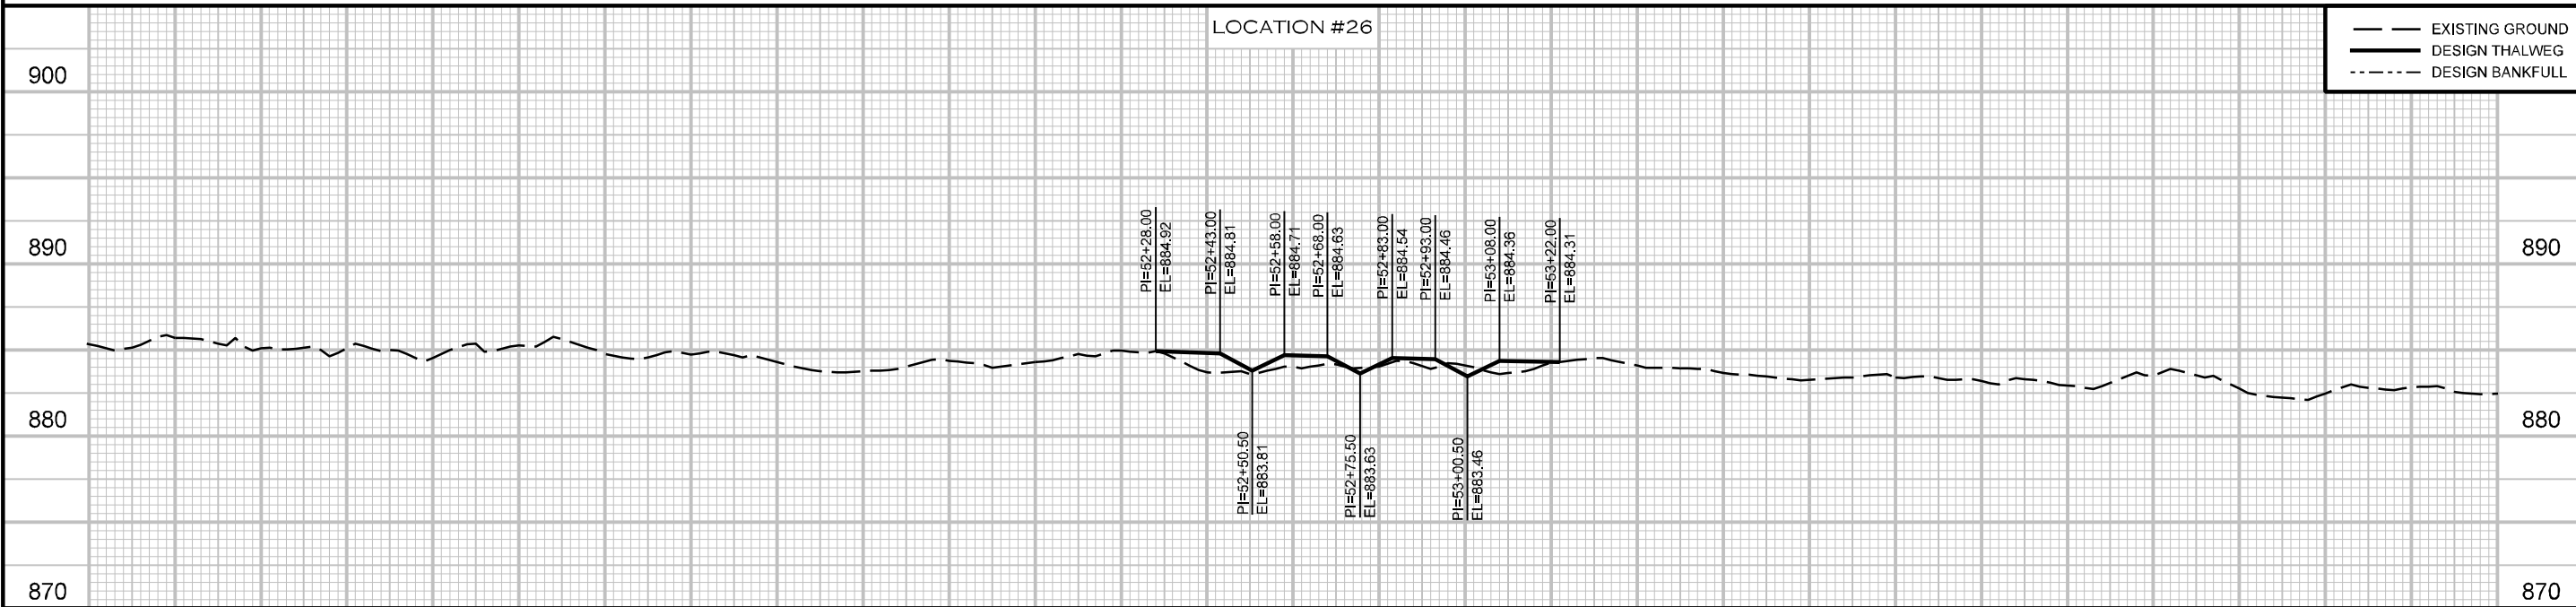 LOCATION #26
EXISTING GROUND
DESIGN THALWEG
DESIGN BANKFULL
900
890
880
870
PI=52+28.00
EL=884.92
PI=52+43.00
EL=884.81
PI=52+58.00
EL=884.71
PI=52+68.00
EL=884.63
PI=52+83.00
EL=884.54
PI=52+93.00
EL=884.46
PI=53+08.00
EL=884.36
PI=53+22.00
EL=884.31
PI=52+50.50
EL=883.81
PI=52+75.50
EL=883.63
PI=53+00.50
EL=883.46
890
880
870